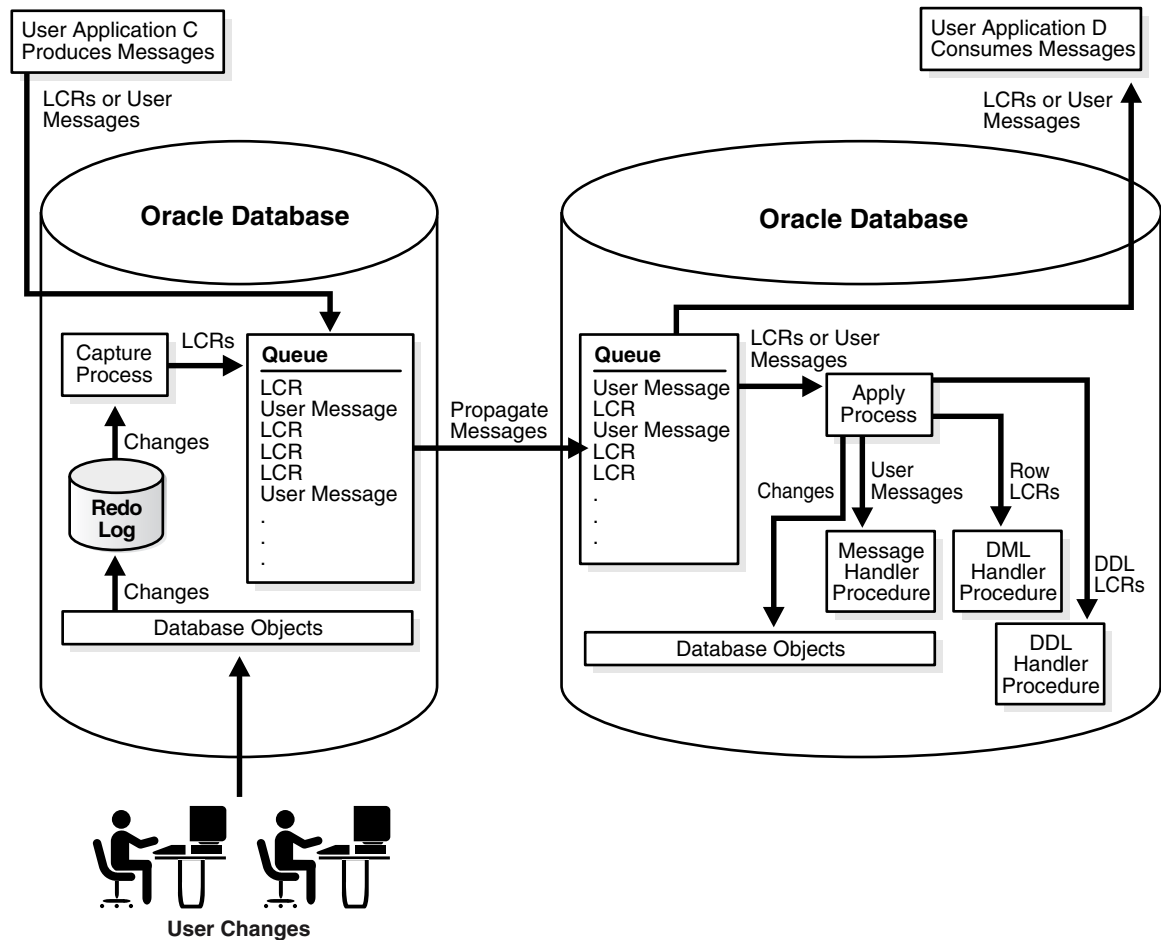 User Application C
Produces Messages
User Application D
Consumes Messages
LCRs or User
Messages
LCRs or User
Messages
Oracle Database
Oracle Database
Capture
Process
LCRs
Queue
LCR
User Message
LCR
LCR
LCR
User Message
.
.
.
Changes
Redo
Log
Changes
Database Objects
Propagate
Messages
Queue
User Message
LCR
User Message
LCR
LCR
.
.
.
LCRs or User
Messages
Apply
Process
Changes
User
Messages
Row
LCRs
DDL
LCRs
Message
Handler
Procedure
DML
Handler
Procedure
DDL
Handler
Procedure
Database Objects
User Changes